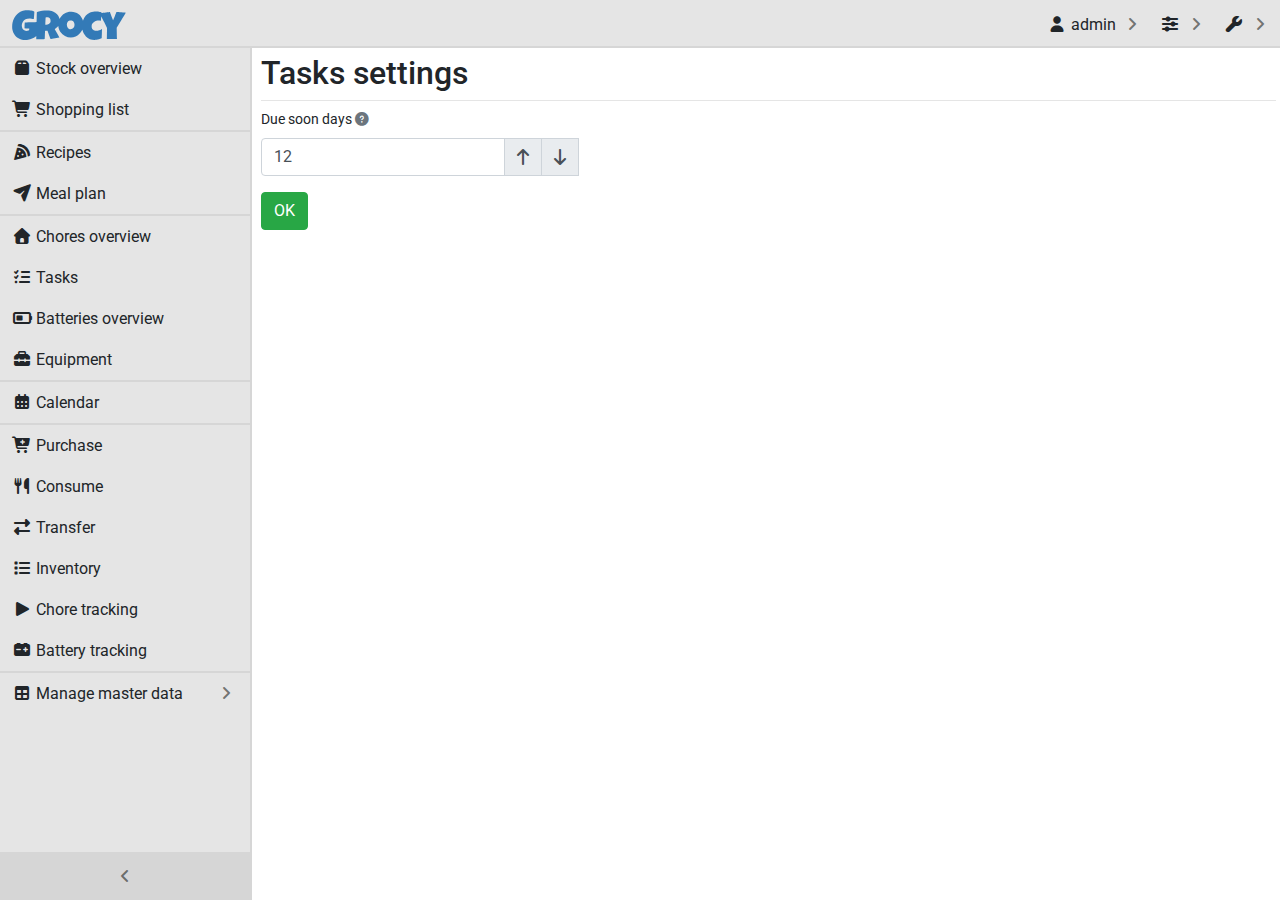 GROCY
admin
Stock overview
Shopping list
Recipes
Meal plan
Chores overview
Tasks
Batteries overview
Equipment
Calendar
Purchase
Consume
Transfer
Inventory
Chore tracking
Battery tracking
Manage master data
Tasks settings
Due soon days
12
OK